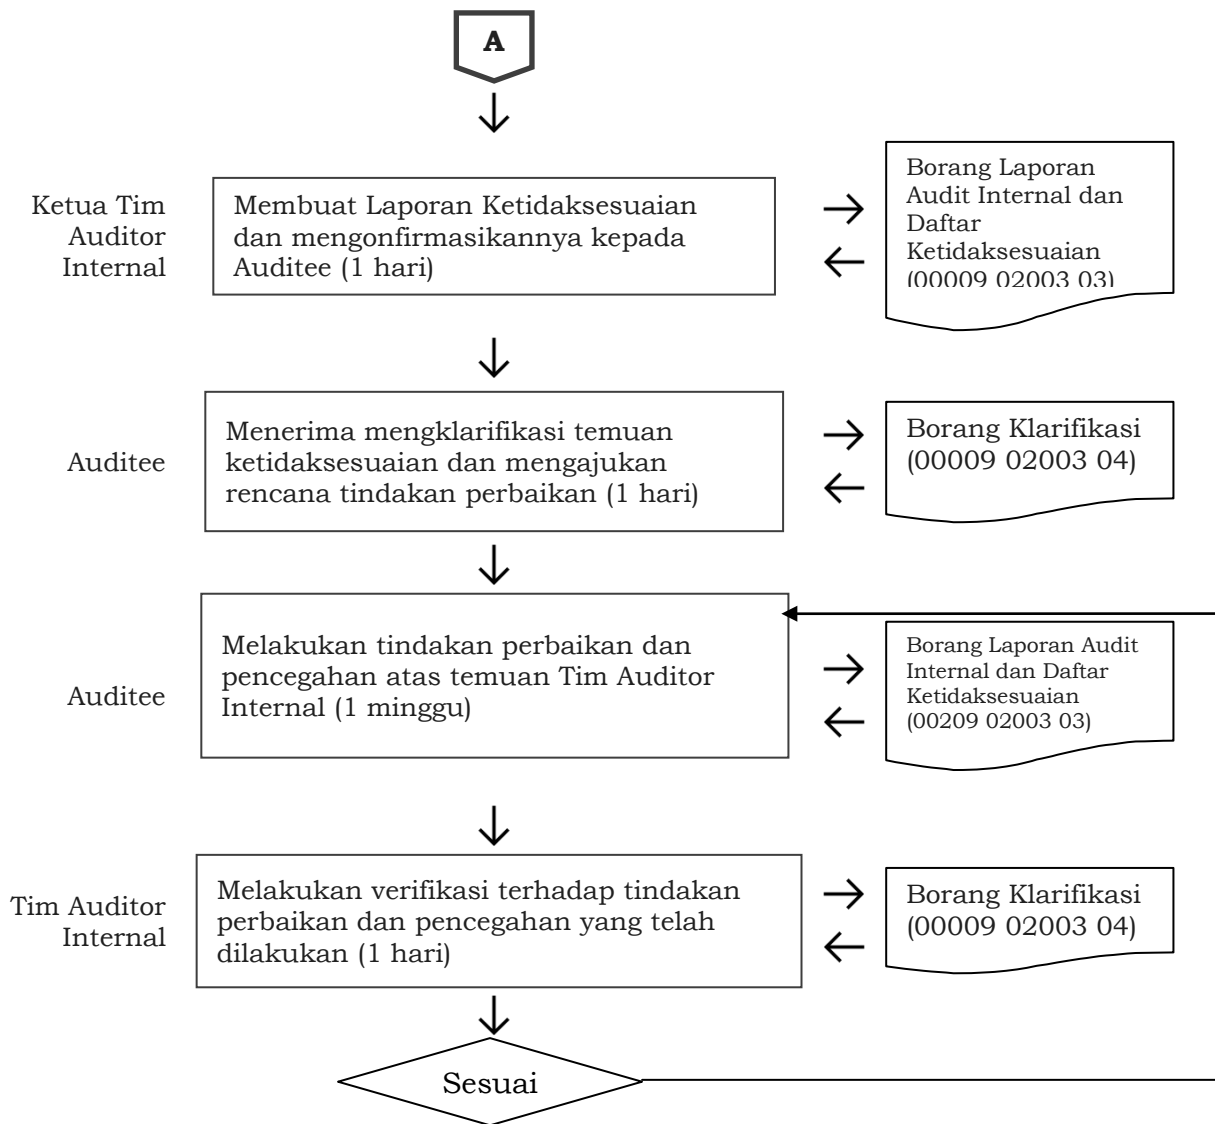 A
Ketua Tim
Auditor
Internal
Membuat Laporan Ketidaksesuaian
dan mengonfirmasikannya kepada
Auditee (1 hari)
Borang Laporan
Audit Internal dan
Daftar
Ketidaksesuaian
(00009 02003 03)
Auditee
Menerima mengklarifikasi temuan
ketidaksesuaian dan mengajukan
rencana tindakan perbaikan (1 hari)
Borang Klarifikasi
(00009 02003 04)
Auditee
Melakukan tindakan perbaikan dan
pencegahan atas temuan Tim Auditor
Internal (1 minggu)
Borang Laporan Audit
Internal dan Daftar
Ketidaksesuaian
(00209 02003 03)
Tim Auditor
Internal
Melakukan verifikasi terhadap tindakan
perbaikan dan pencegahan yang telah
dilakukan (1 hari)
Borang Klarifikasi
(00009 02003 04)
Sesuai